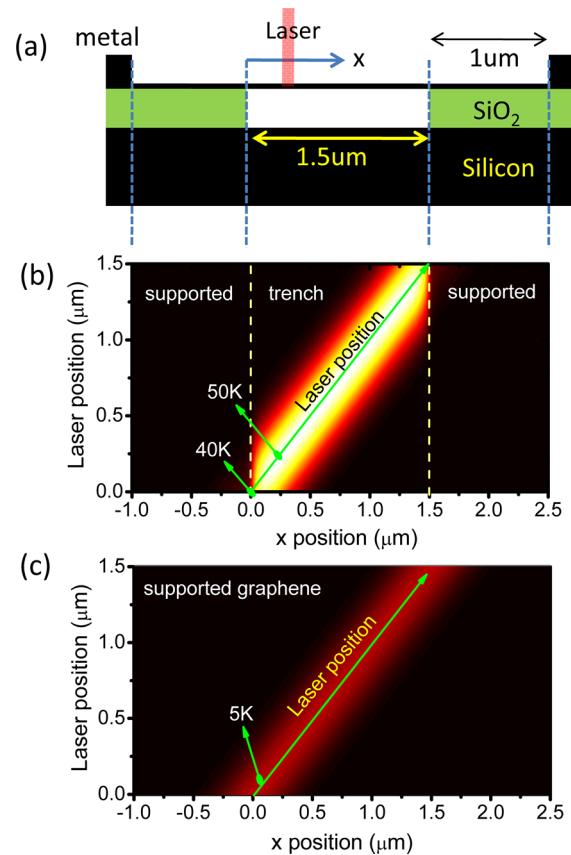 (a)
metal
Laser
x
1um
SiO₂
1.5um
Silicon
(b)
Laser position (μm)
1.5
1.0
0.5
0.0
supported
trench
supported
Laser position
50K
40K
-1.0 -0.5 0.0 0.5 1.0 1.5 2.0 2.5
x position (μm)
(c)
Laser position (μm)
1.5
1.0
0.5
0.0
supported graphene
Laser position
5K
-1.0 -0.5 0.0 0.5 1.0 1.5 2.0 2.5
x position (μm)